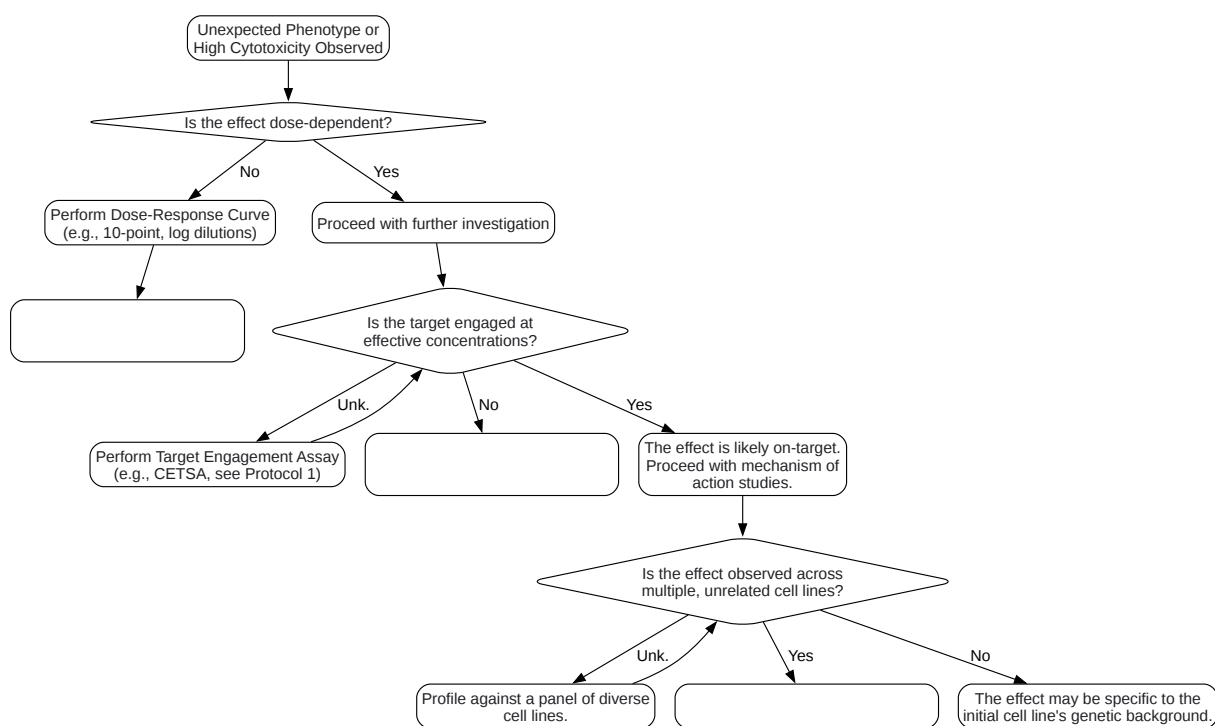 Unexpected Phenotype or
High Cytotoxicity Observed
Is the effect dose-dependent?
No
Yes
Perform Dose-Response Curve
(e.g., 10-point, log dilutions)
Proceed with further investigation
Is the target engaged at
effective concentrations?
Unk.
No
Yes
Perform Target Engagement Assay
(e.g., CETSA, see Protocol 1)
The effect is likely on-target.
Proceed with mechanism of
action studies.
Is the effect observed across
multiple, unrelated cell lines?
Unk.
Yes
No
Profile against a panel of diverse
cell lines.
The effect may be specific to the
initial cell line's genetic background.